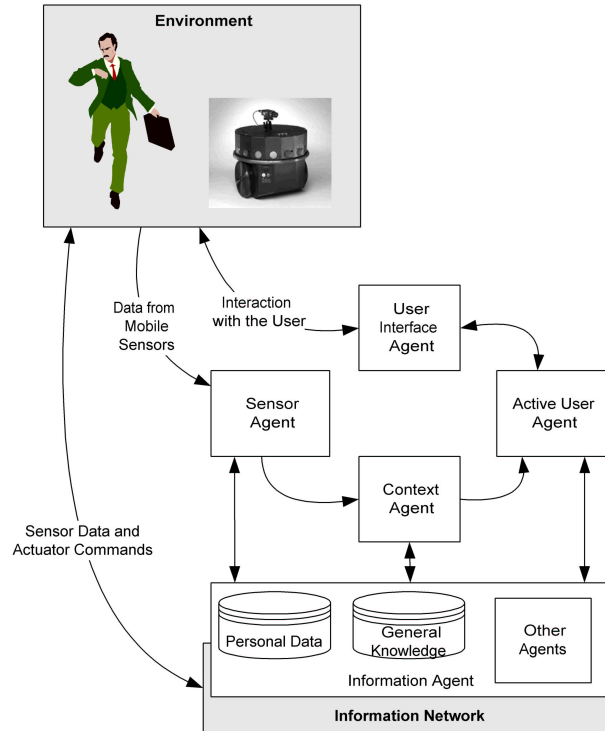 Environment
Data from
Mobile
Sensors
Interaction
with the User
User
Interface
Agent
Sensor
Agent
Active User
Agent
Context
Agent
Sensor Data and
Actuator Commands
Personal Data
General
Knowledge
Other
Agents
Information Agent
Information Network